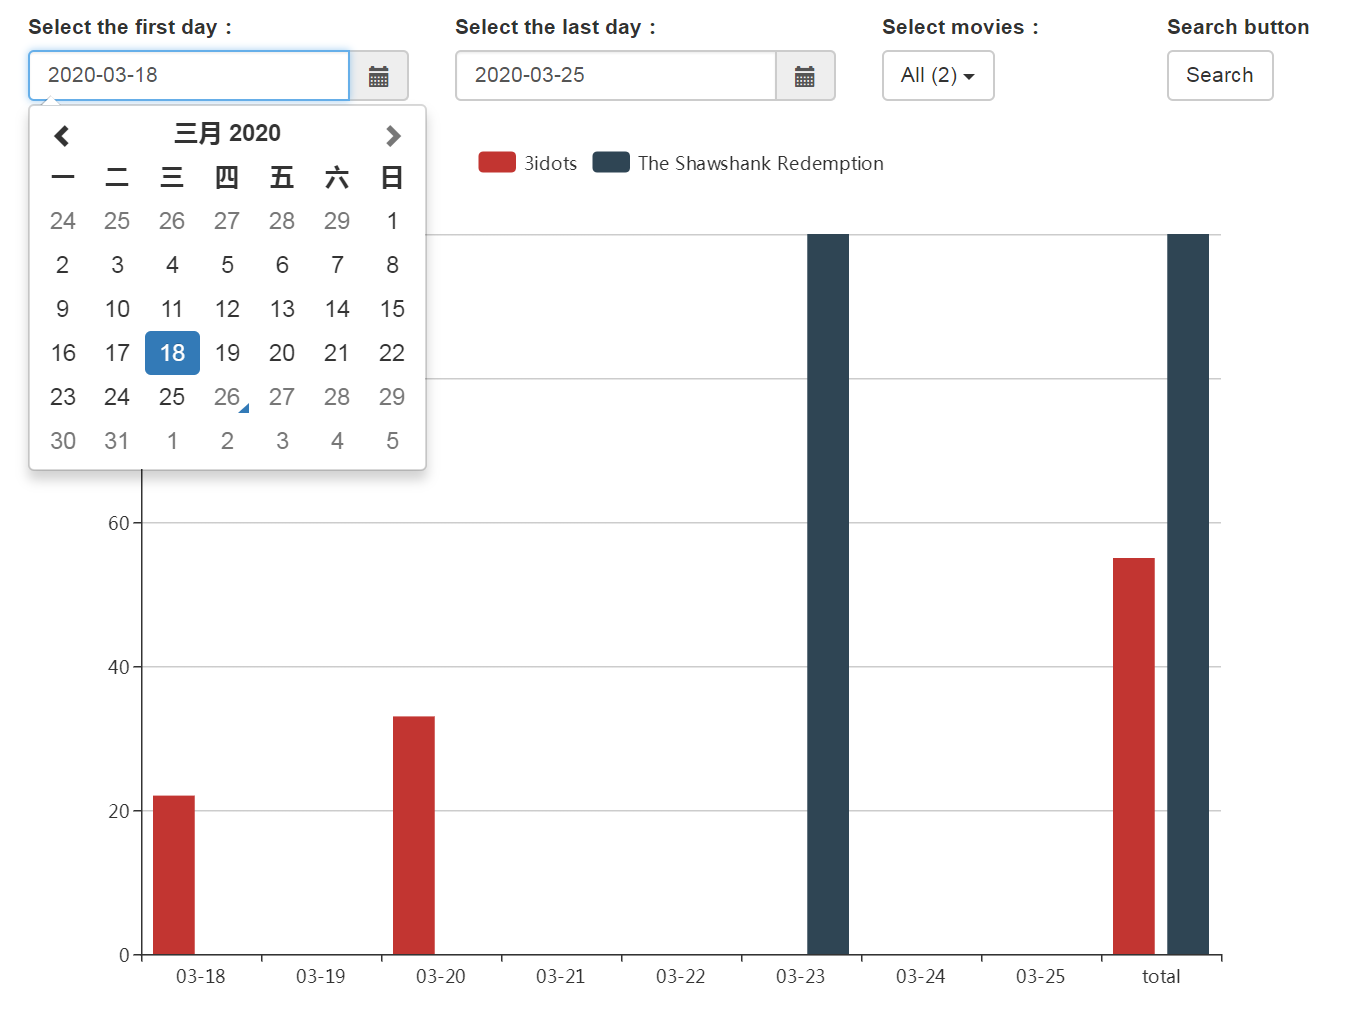 Select the first day：
Select the last day：
Select movies：
Search button
2020-03-18
2020-03-25
All (2)
Search
三月 2020
一 二 三 四 五 六 日
24 25 26 27 28 29 1
2 3 4 5 6 7 8
9 10 11 12 13 14 15
16 17 18 19 20 21 22
23 24 25 26 27 28 29
30 31 1 2 3 4 5
3idots
The Shawshank Redemption
60
40
20
0
03-18 03-19 03-20 03-21 03-22 03-23 03-24 03-25 total